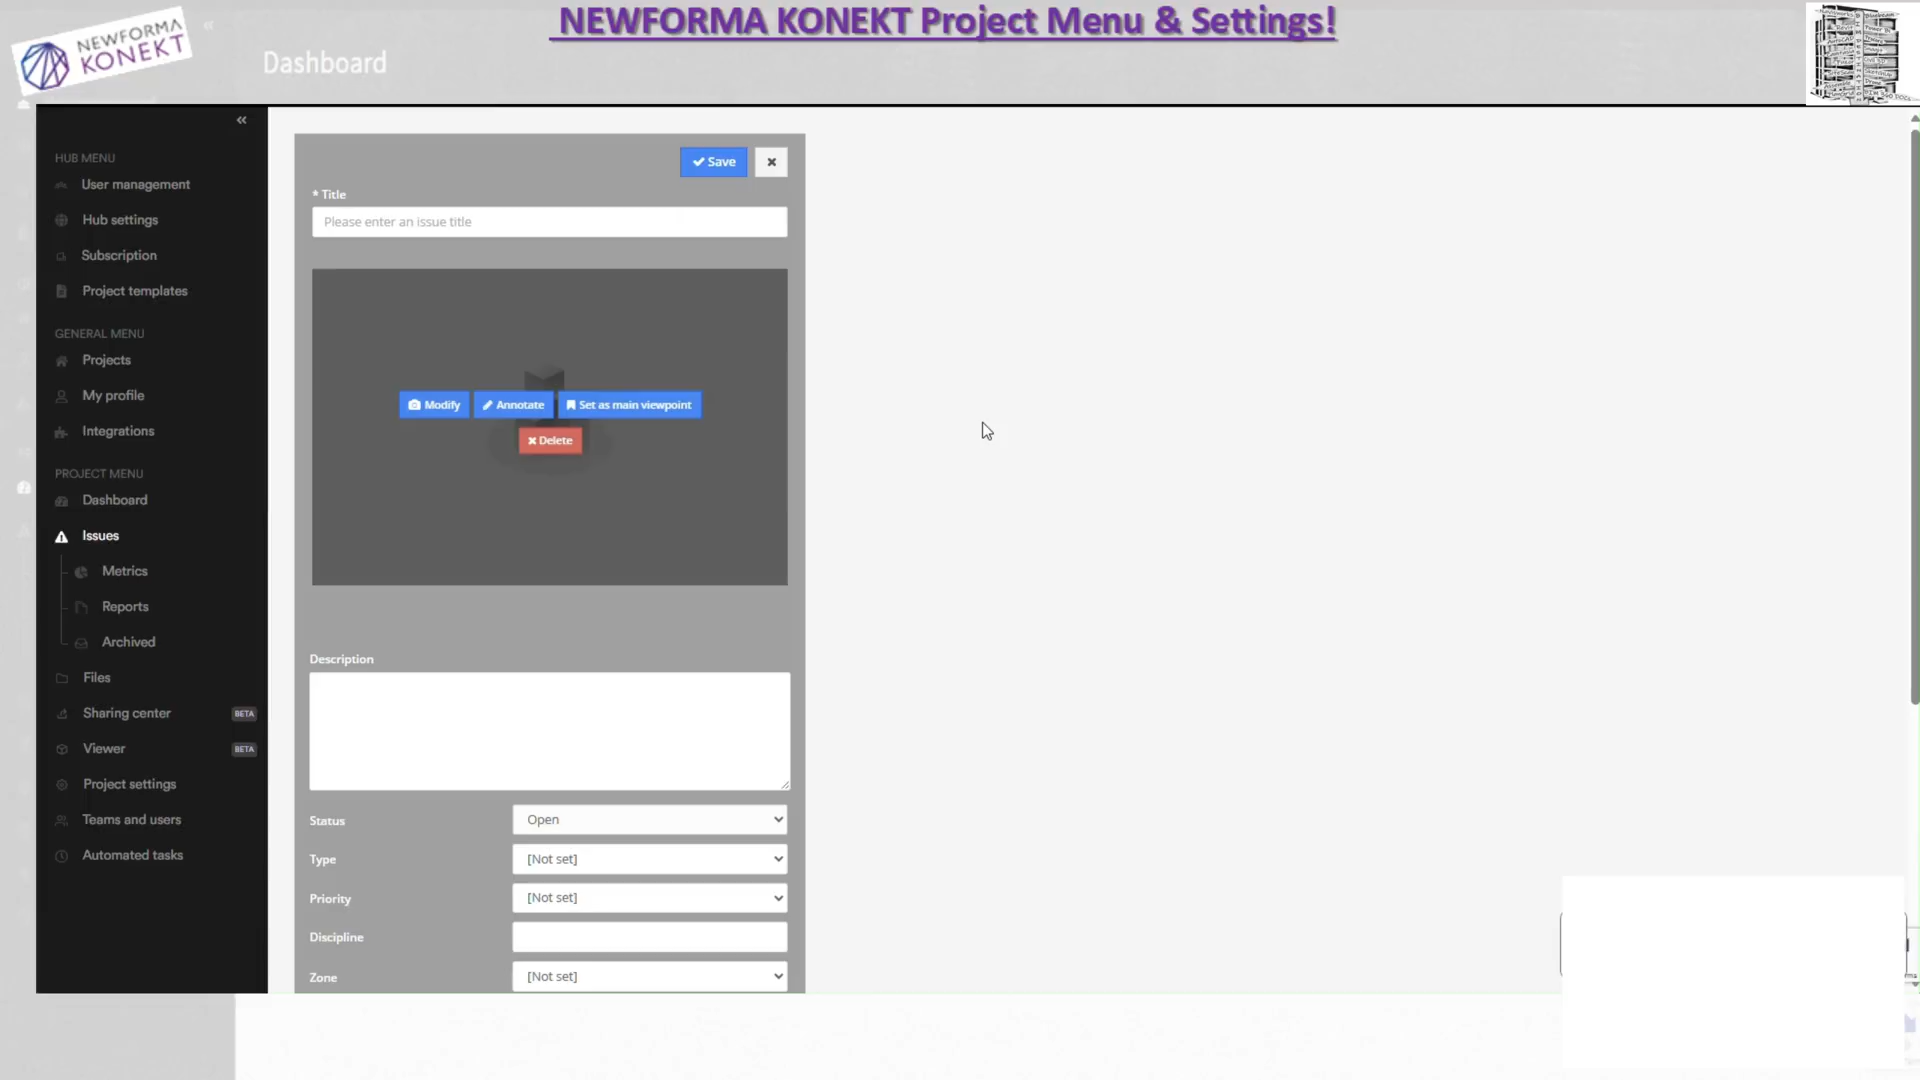 NEWFORMA KONEKT Project Menu & Settings!
NEWFORMA
KONEKT
Dashboard
HUB MENU
User management
Hub settings
Subscription
Project templates
GENERAL MENU
Projects
My profile
Integrations
PROJECT MENU
Dashboard
Issues
Metrics
Reports
Archived
Files
Sharing center BETA
Viewer BETA
Project settings
Teams and users
Automated tasks
Save
* Title
Please enter an issue title
Modify Annotate Set as main viewpoint
Delete
Description
Status Open
Type [Not set]
Priority [Not set]
Discipline
Zone [Not set]